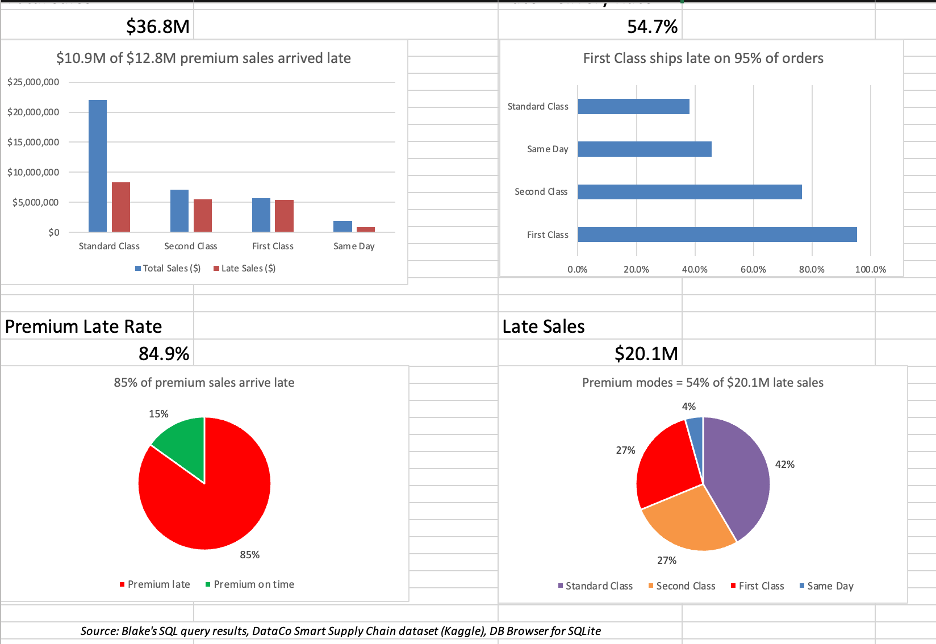 $36.8M
54.7%
$10.9M of $12.8M premium sales arrived late
$25,000,000
$20,000,000
$15,000,000
$10,000,000
$5,000,000
$0
Standard Class
Second Class
First Class
Same Day
Total Sales ($)
Late Sales ($)
First Class ships late on 95% of orders
Standard Class
Same Day
Second Class
First Class
0.0%
20.0%
40.0%
60.0%
80.0%
100.0%
Premium Late Rate
84.9%
Late Sales
$20.1M
85% of premium sales arrive late
15%
85%
Premium late
Premium on time
Premium modes = 54% of $20.1M late sales
4%
27%
42%
27%
Standard Class
Second Class
First Class
Same Day
Source: Blake's SQL query results, DataCo Smart Supply Chain dataset (Kaggle), DB Browser for SQLite